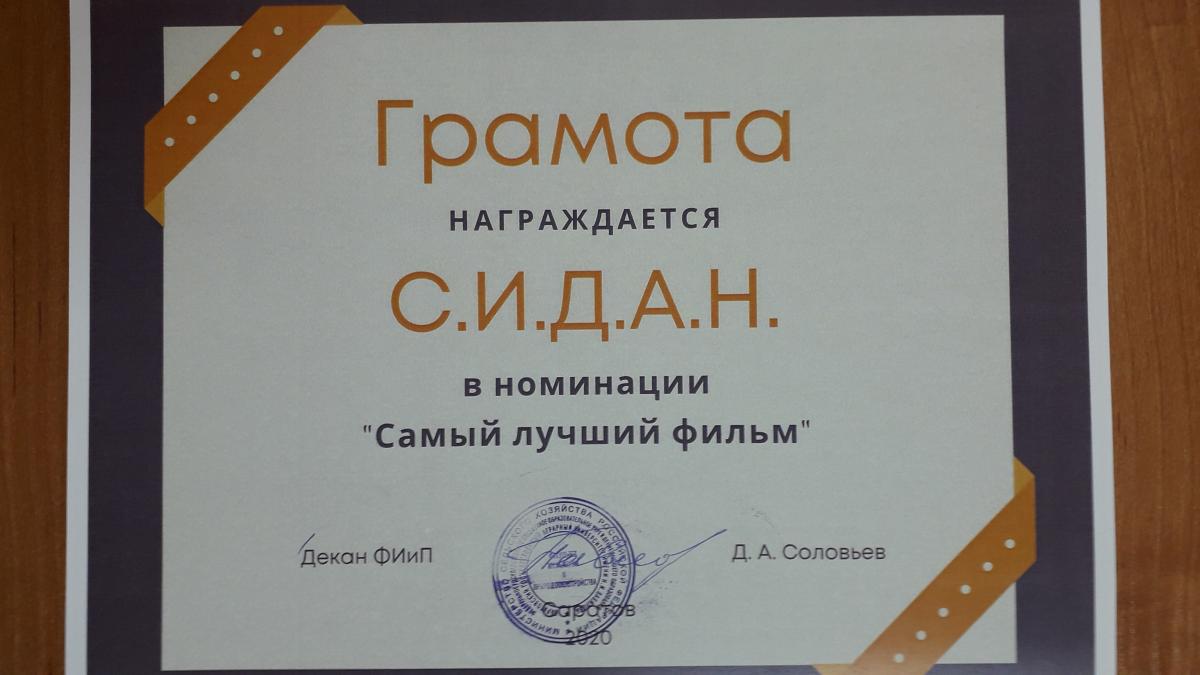 Грамота
НАГРАЖДАЕТСЯ
С.И.Д.А.Н.
в номинации
"Самый лучший фильм"
Декан ФИиП
Д. А. Соловьев
Саратов
2020